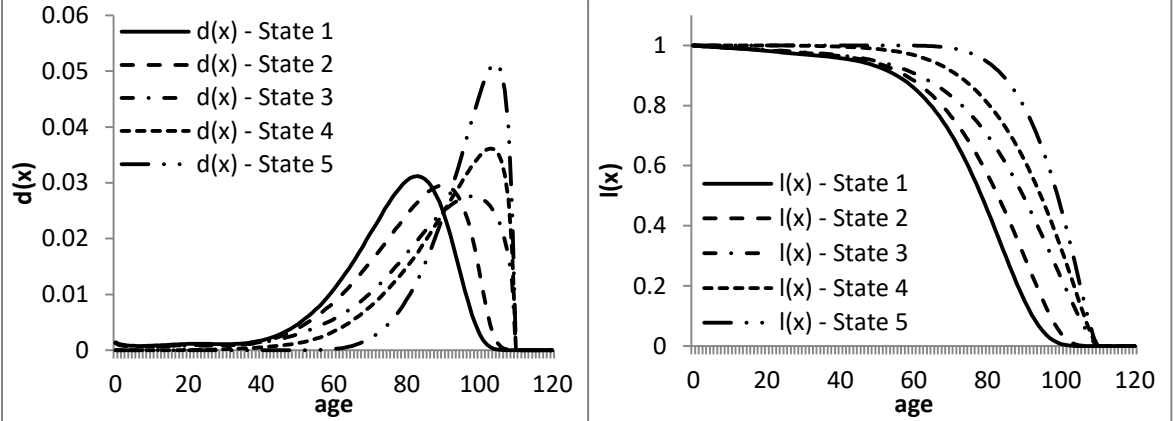 0.06
0.05
0.04
0.03
0.02
0.01
0
d(x)
d(x) - State 1
d(x) - State 2
d(x) - State 3
d(x) - State 4
d(x) - State 5
0 20 40 60 80 100 120
age
1
0.8
0.6
0.4
0.2
0
l(x)
l(x) - State 1
l(x) - State 2
l(x) - State 3
l(x) - State 4
l(x) - State 5
0 20 40 60 80 100 120
age